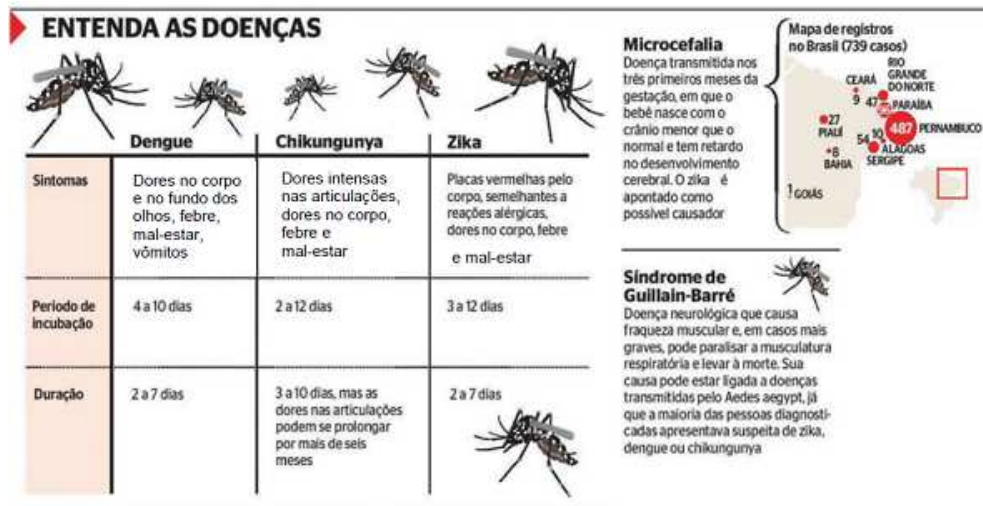 ENTENDA AS DOENÇAS
Dengue
Chikungunya
Zika
Sintomas
Dores no corpo
e no fundo dos
olhos, febre,
mal-estar,
vômitos
Dores intensas
nas articulações,
dores no corpo,
febre e
mal-estar
Placas vermelhas pelo
corpo, semelhantes a
reações alérgicas,
dores no corpo, febre
e mal-estar
Período de
incubação
4 a 10 dias
2 a 12 dias
3 a 12 dias
Duração
2 a 7 dias
3 a 10 dias, mas as
dores nas articulações
podem se prolongar
por mais de seis
meses
2 a 7 dias
Microcefalia
Doença transmitida nos
três primeiros meses da
gestação, em que o
bebê nasce com o
crânio menor que o
normal e tem retardo
no desenvolvimento
cerebral. O zika é
apontado como
possível causador
Mapa de registros
no Brasil (739 casos)
RIO
GRANDE
DO NORTE
CEARÁ
9
47
PARAÍBA
27
PIAUÍ
487
PERNAMBUCO
54
10
ALAGOAS
8
BAHIA
SERGIPE
1
GOIÁS
Síndrome de
Guillain-Barré
Doença neurológica que causa
fraqueza muscular e, em casos mais
graves, pode paralisar a musculatura
respiratória e levar à morte. Sua
causa pode estar ligada a doenças
transmitidas pelo Aedes aegypt, já
que a maioria das pessoas diagnosti-
cadas apresentava suspeita de zika,
dengue ou chikungunya